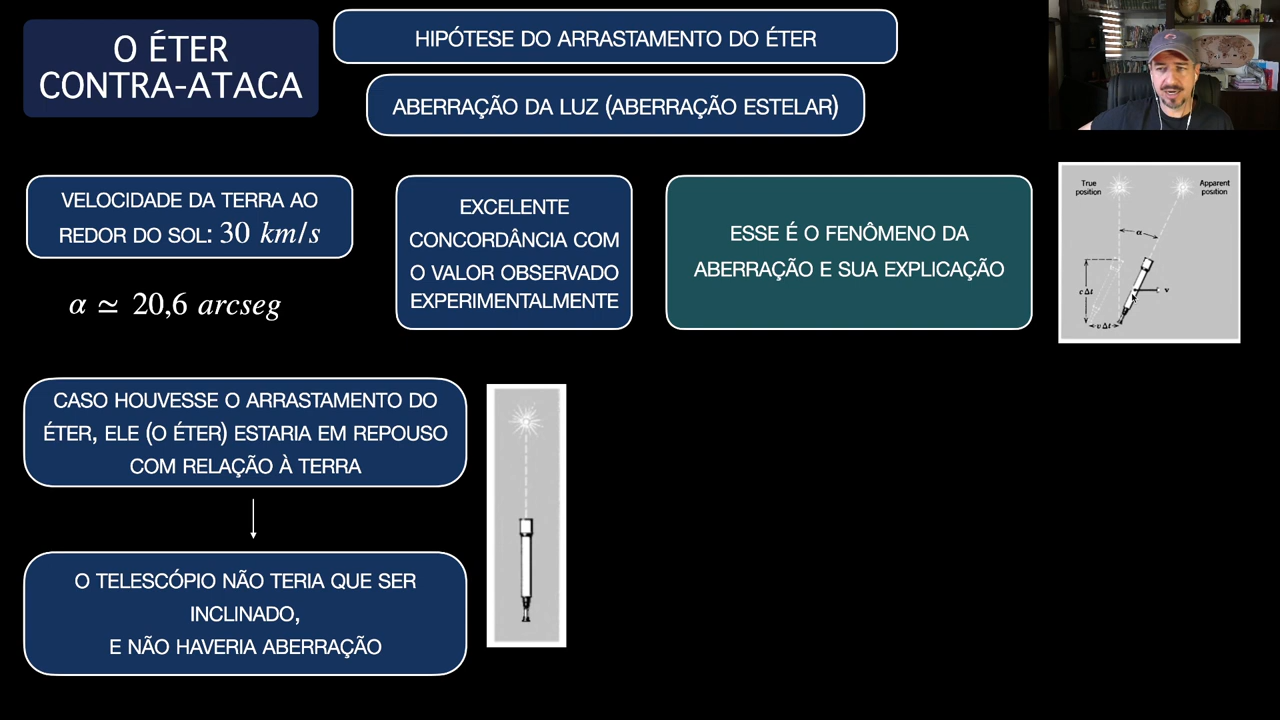 O ÉTER
CONTRA-ATACA
HIPÓTESE DO ARRASTAMENTO DO ÉTER
ABERRAÇÃO DA LUZ (ABERRAÇÃO ESTELAR)
VELOCIDADE DA TERRA AO
REDOR DO SOL: 30 km/s
α ≃ 20,6 arcseg
EXCELENTE
CONCORDÂNCIA COM
O VALOR OBSERVADO
EXPERIMENTALMENTE
ESSE É O FENÔMENO DA
ABERRAÇÃO E SUA EXPLICAÇÃO
True
position
Apparent
position
α
c Δt
v
v Δt
CASO HOUVESSE O ARRASTAMENTO DO
ÉTER, ELE (O ÉTER) ESTARIA EM REPOUSO
COM RELAÇÃO À TERRA
O TELESCÓPIO NÃO TERIA QUE SER
INCLINADO,
E NÃO HAVERIA ABERRAÇÃO